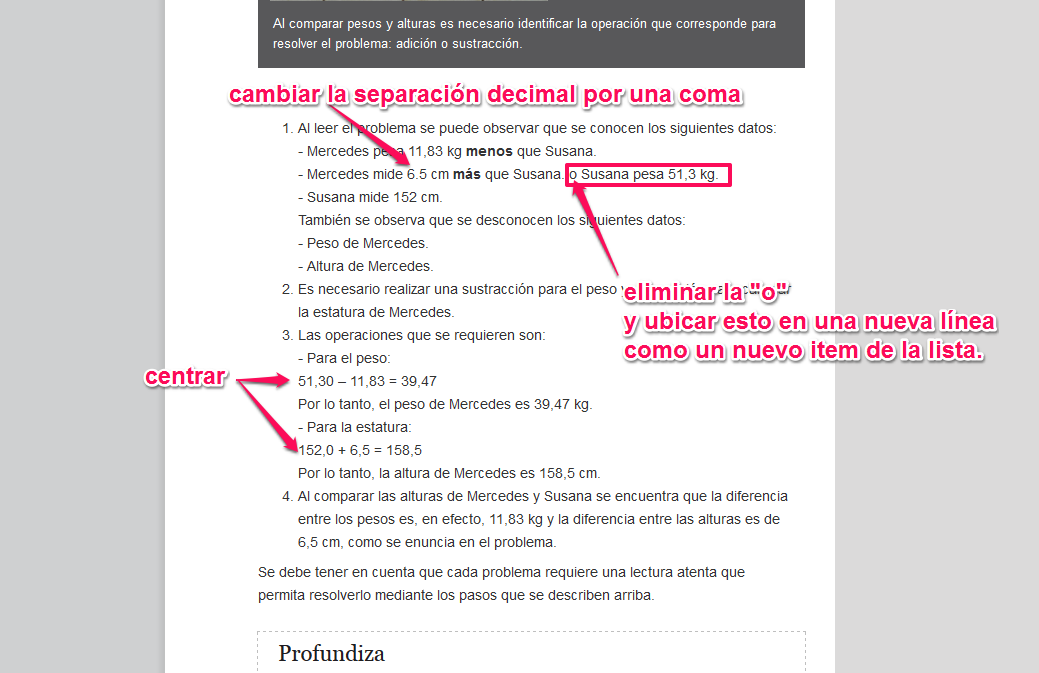 Al comparar pesos y alturas es necesario identificar la operación que corresponde para
resolver el problema: adición o sustracción.
cambiar la separación decimal por una coma
1. Al leer el problema se puede observar que se conocen los siguientes datos:
- Mercedes pesa 11,83 kg menos que Susana.
- Mercedes mide 6.5 cm más que Susana. o Susana pesa 51,3 kg.
- Susana mide 152 cm.
También se observa que se desconocen los siguientes datos:
- Peso de Mercedes.
- Altura de Mercedes.
2. Es necesario realizar una sustracción para el peso
la estatura de Mercedes.
eliminar la "o"
y ubicar esto en una nueva línea
como un nuevo item de la lista.
3. Las operaciones que se requieren son:
- Para el peso:
centrar
51,30 – 11,83 = 39,47
Por lo tanto, el peso de Mercedes es 39,47 kg.
- Para la estatura:
152,0 + 6,5 = 158,5
Por lo tanto, la altura de Mercedes es 158,5 cm.
4. Al comparar las alturas de Mercedes y Susana se encuentra que la diferencia
entre los pesos es, en efecto, 11,83 kg y la diferencia entre las alturas es de
6,5 cm, como se enuncia en el problema.
Se debe tener en cuenta que cada problema requiere una lectura atenta que
permita resolverlo mediante los pasos que se describen arriba.
Profundiza